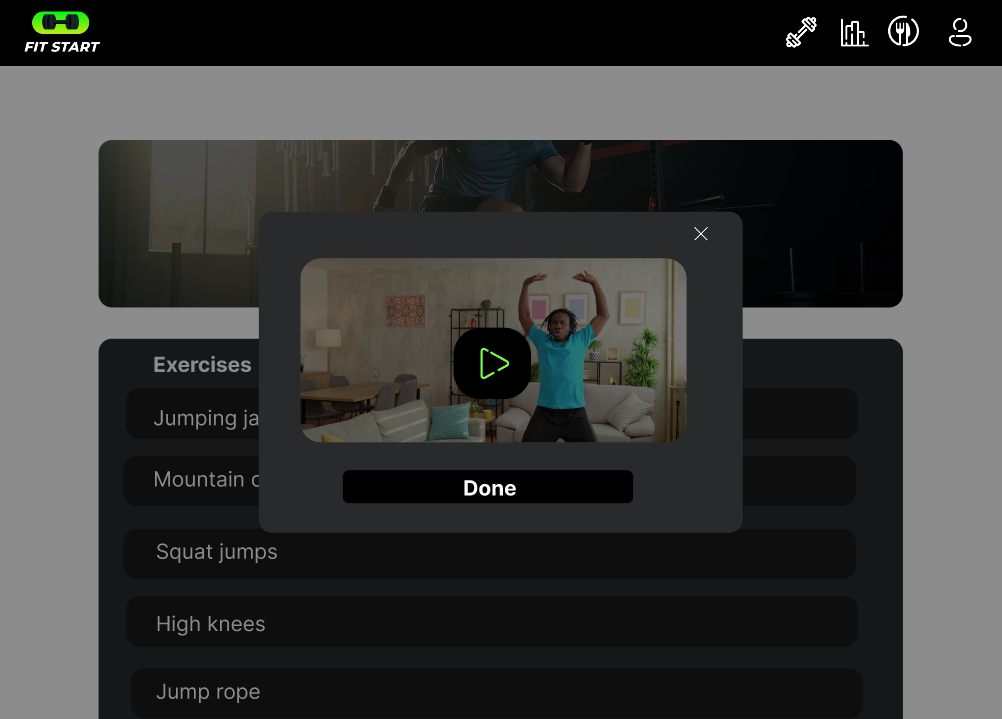 FIT START
Exercises
Jumping ja
Mountain c
Done
Squat jumps
High knees
Jump rope